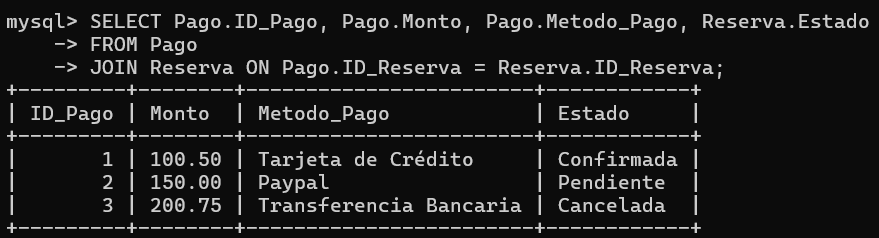 mysql> SELECT Pago.ID_Pago, Pago.Monto, Pago.Metodo_Pago, Reserva.Estado
    -> FROM Pago
    -> JOIN Reserva ON Pago.ID_Reserva = Reserva.ID_Reserva;
+---------+--------+------------------------+------------+
| ID_Pago | Monto  | Metodo_Pago            | Estado     |
+---------+--------+------------------------+------------+
|       1 | 100.50 | Tarjeta de Crédito     | Confirmada |
|       2 | 150.00 | Paypal                 | Pendiente  |
|       3 | 200.75 | Transferencia Bancaria | Cancelada  |
+---------+--------+------------------------+------------+